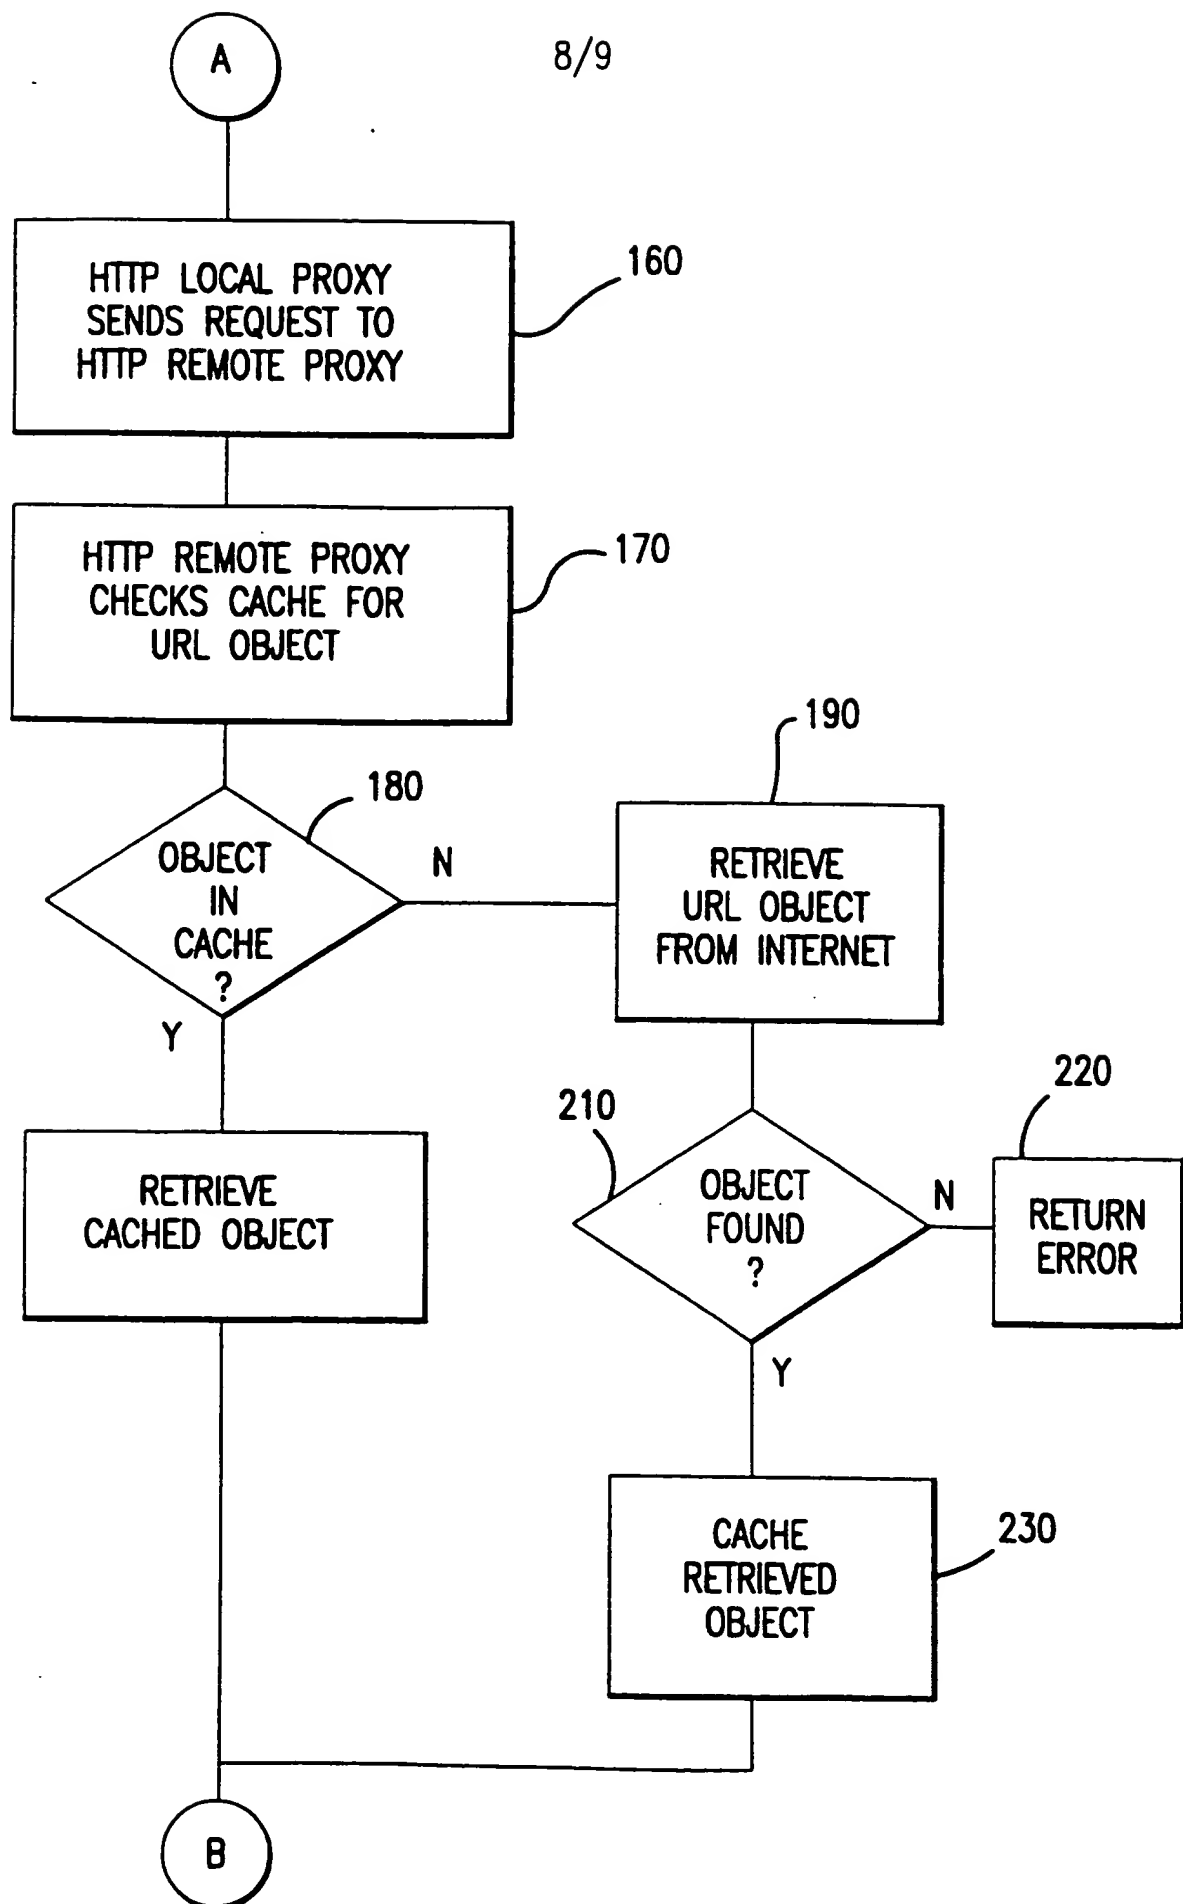 A
8/9
HTTP LOCAL PROXY
SENDS REQUEST TO
HTTP REMOTE PROXY
160
HTTP REMOTE PROXY
CHECKS CACHE FOR
URL OBJECT
170
180
OBJECT
IN
CACHE
?
N
Y
190
RETRIEVE
URL OBJECT
FROM INTERNET
RETRIEVE
CACHED OBJECT
210
OBJECT
FOUND
?
N
Y
220
RETURN
ERROR
CACHE
RETRIEVED
OBJECT
230
B